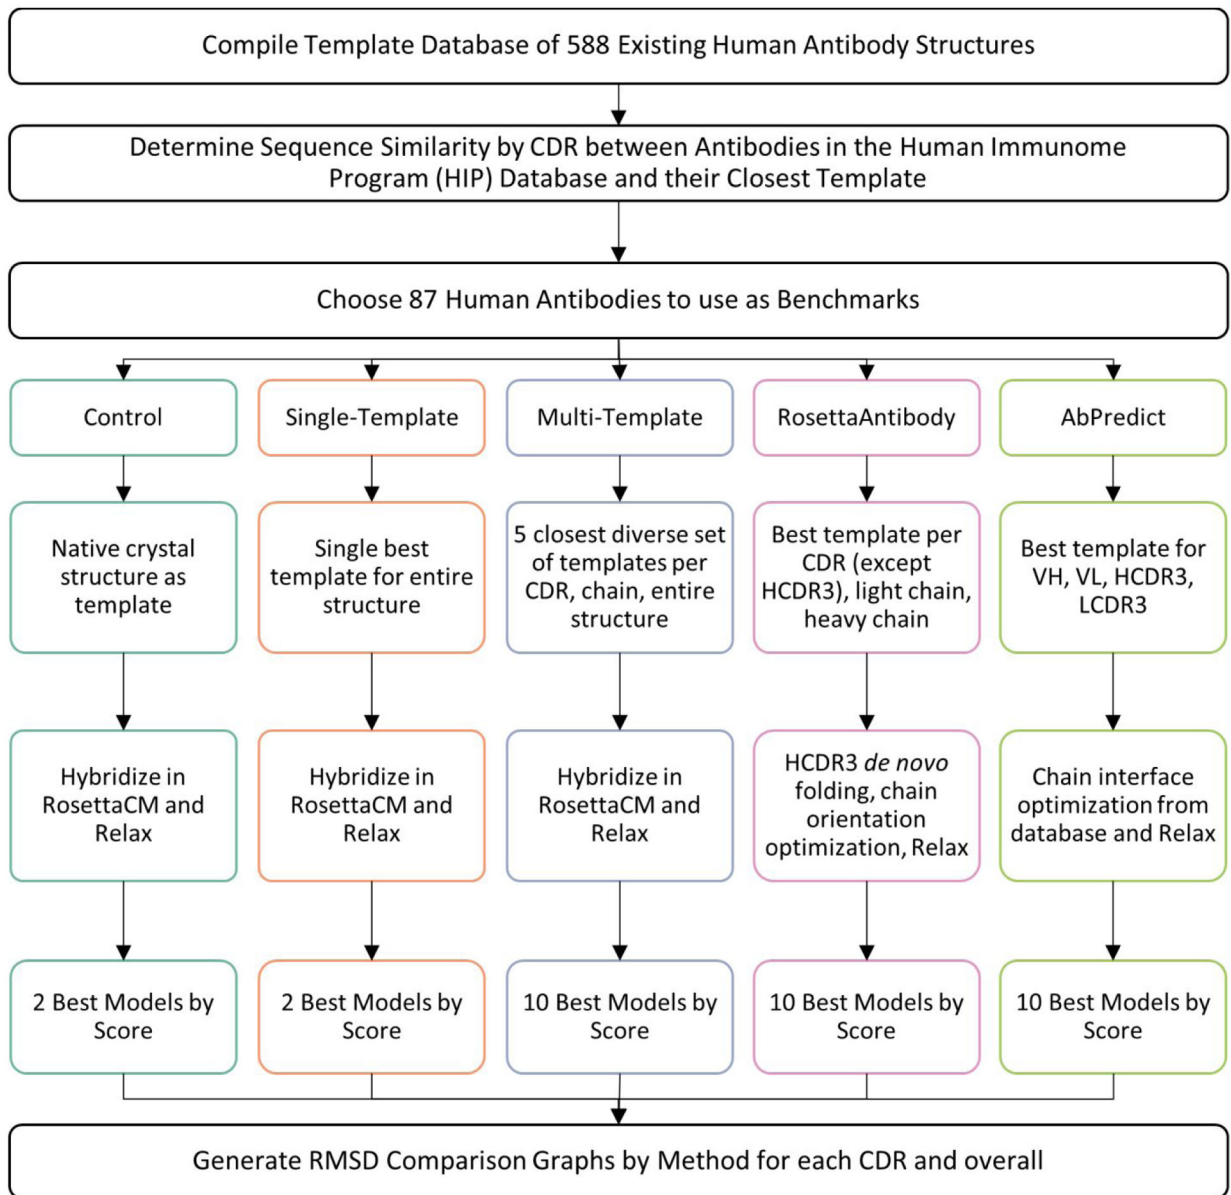 Compile Template Database of 588 Existing Human Antibody Structures
Determine Sequence Similarity by CDR between Antibodies in the Human Immunome
Program (HIP) Database and their Closest Template
Choose 87 Human Antibodies to use as Benchmarks
Control
Single-Template
Multi-Template
RosettaAntibody
AbPredict
Native crystal
structure as
template
Single best
template for entire
structure
5 closest diverse set
of templates per
CDR, chain, entire
structure
Best template per
CDR (except
HCDR3), light chain,
heavy chain
Best template for
VH, VL, HCDR3,
LCDR3
Hybridize in
RosettaCM and
Relax
Hybridize in
RosettaCM and
Relax
Hybridize in
RosettaCM and
Relax
HCDR3 de novo
folding, chain
orientation
optimization, Relax
Chain interface
optimization from
database and Relax
2 Best Models by
Score
2 Best Models by
Score
10 Best Models by
Score
10 Best Models by
Score
10 Best Models by
Score
Generate RMSD Comparison Graphs by Method for each CDR and overall